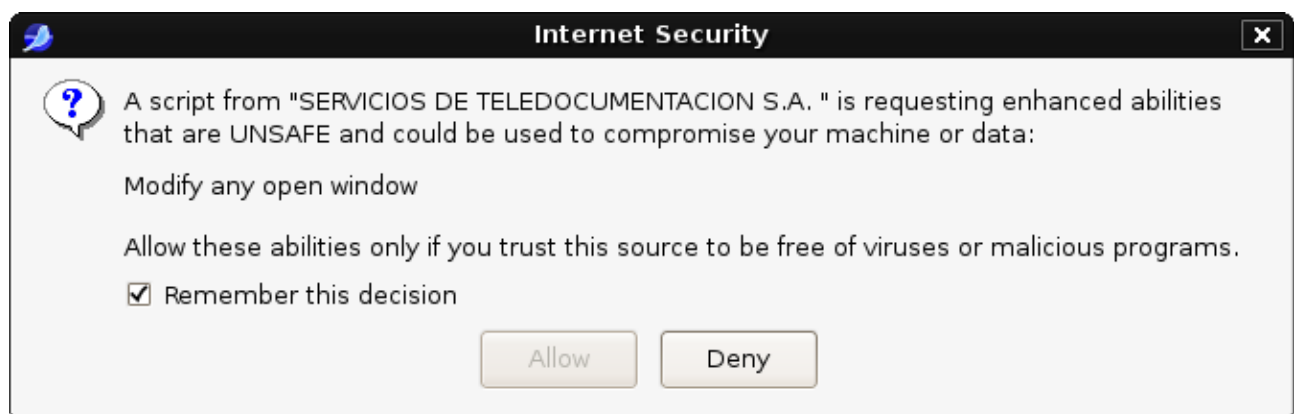 Internet Security
A script from "SERVICIOS DE TELEDOCUMENTACION S.A. " is requesting enhanced abilities
that are UNSAFE and could be used to compromise your machine or data:
Modify any open window
Allow these abilities only if you trust this source to be free of viruses or malicious programs.
Remember this decision
Allow Deny